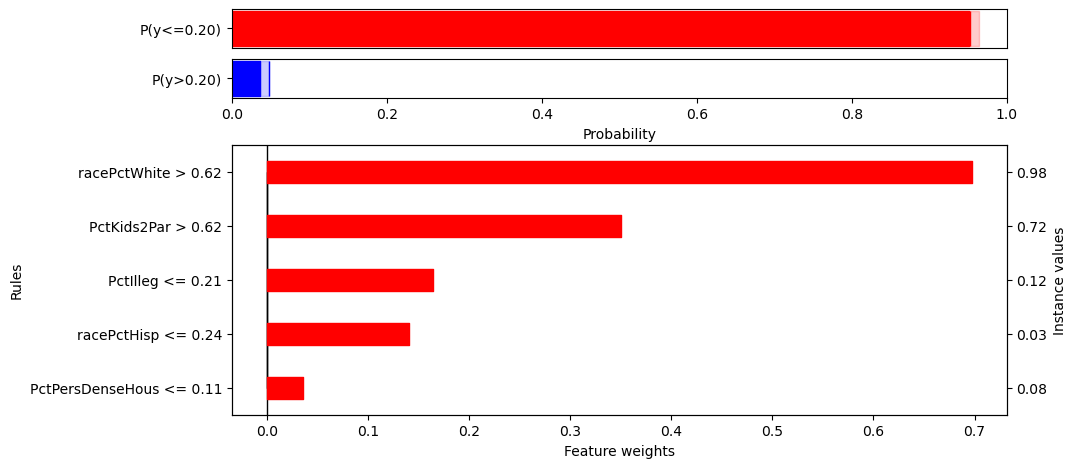 P(y<=0.20)
P(y>0.20)
0.0 0.2 0.4 0.6 0.8 1.0
Probability
racePctWhite > 0.62 0.98
PctKids2Par > 0.62 0.72
PctIlleg <= 0.21 0.12
racePctHisp <= 0.24 0.03
PctPersDenseHous <= 0.11 0.08
Rules
Instance values
0.0 0.1 0.2 0.3 0.4 0.5 0.6 0.7
Feature weights